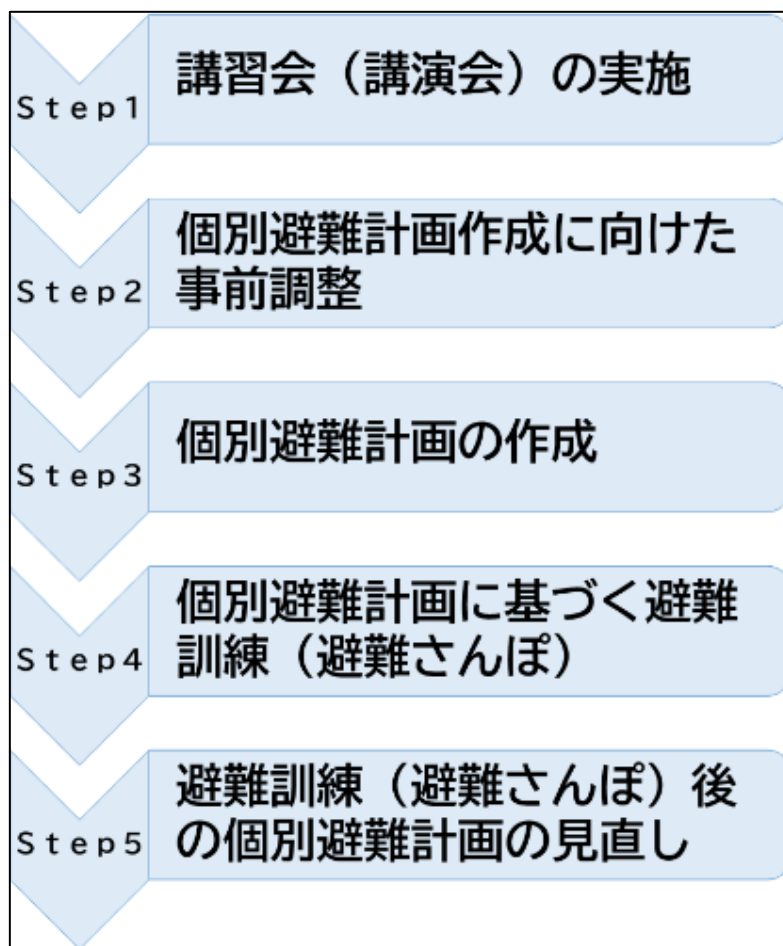 Step1
講習会（講演会）の実施
Step2
個別避難計画作成に向けた
事前調整
Step3
個別避難計画の作成
Step4
個別避難計画に基づく避難
訓練（避難さんぽ）
Step5
避難訓練（避難さんぽ）後
の個別避難計画の見直し